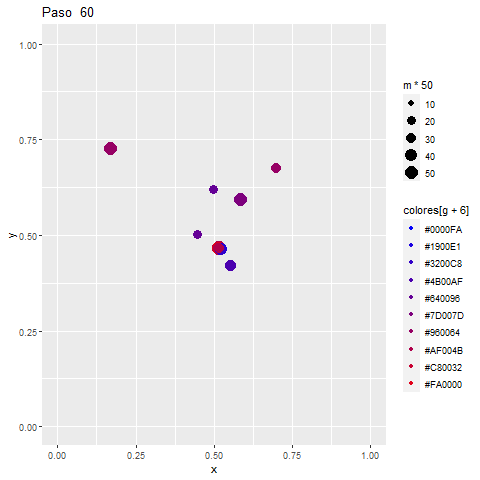 Paso  60
1.00
0.75
0.50
0.25
0.00
y
0.00 0.25 0.50 0.75 1.00
x
m * 50
10
20
30
40
50
colores[g + 6]
#0000FA
#1900E1
#3200C8
#4B00AF
#640096
#7D007D
#960064
#AF004B
#C80032
#FA0000